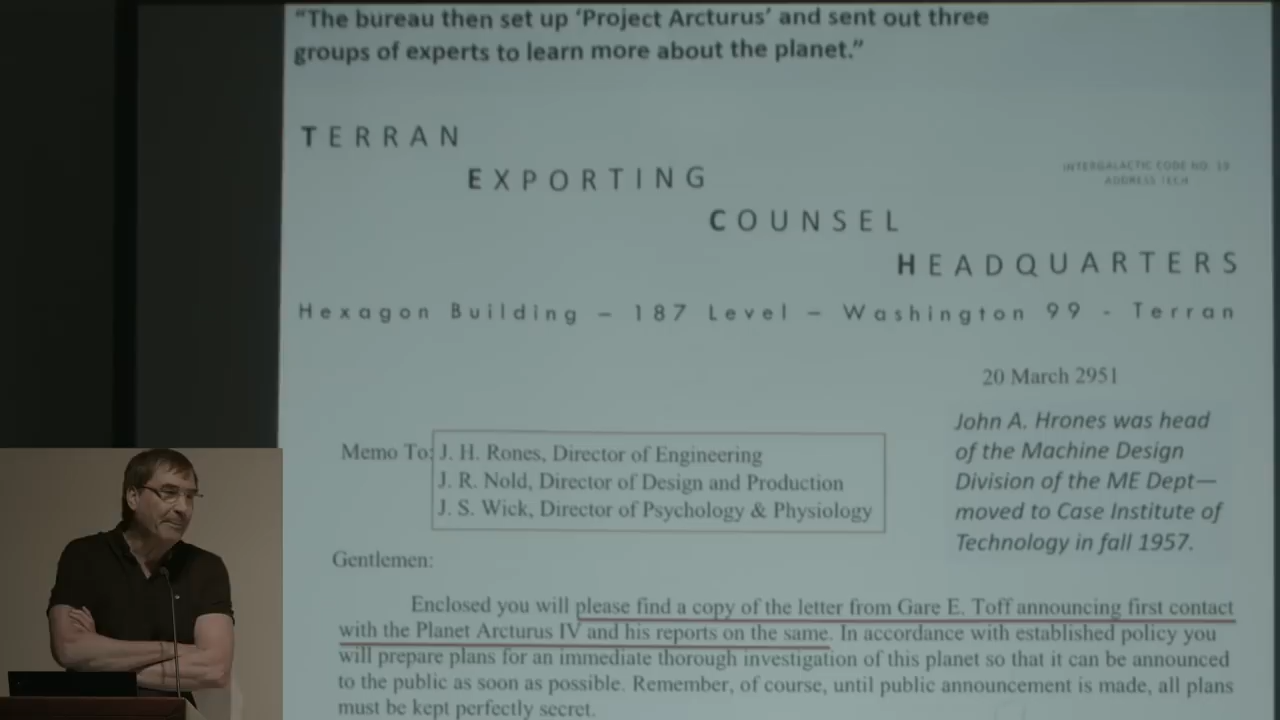 “The bureau then set up ‘Project Arcturus’ and sent out three
groups of experts to learn more about the planet.”
TERRAN
EXPORTING
COUNSEL
HEADQUARTERS
INTERGALACTIC CODE NO. 19
ADDRESS TECH
Hexagon Building – 187 Level – Washington 99 - Terran
20 March 2951
John A. Hrones was head
of the Machine Design
Division of the ME Dept—
moved to Case Institute of
Technology in fall 1957.
Memo To: J. H. Rones, Director of Engineering
J. R. Nold, Director of Design and Production
J. S. Wick, Director of Psychology & Physiology
Gentlemen:
Enclosed you will please find a copy of the letter from Gare E. Toff announcing first contact
with the Planet Arcturus IV and his reports on the same. In accordance with established policy you
will prepare plans for an immediate thorough investigation of this planet so that it can be announced
to the public as soon as possible. Remember, of course, until public announcement is made, all plans
must be kept perfectly secret.